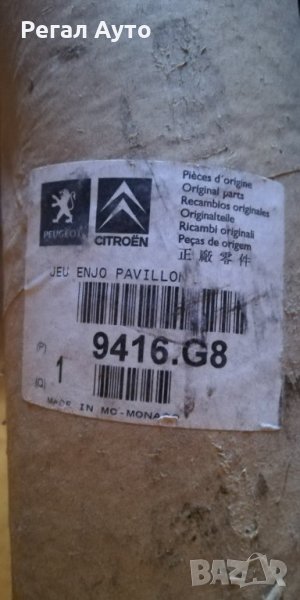 Регал Ауто
PEUGEOT
CITROËN
Pièces d'origine
Original parts
Recambios originales
Originalteile
Ricambi originali
Peças de origem
正廠零件
JEU ENJO PAVILLON
(P) 9416.G8
(Q) 1
MADE IN MC-MONACO
BAZAR